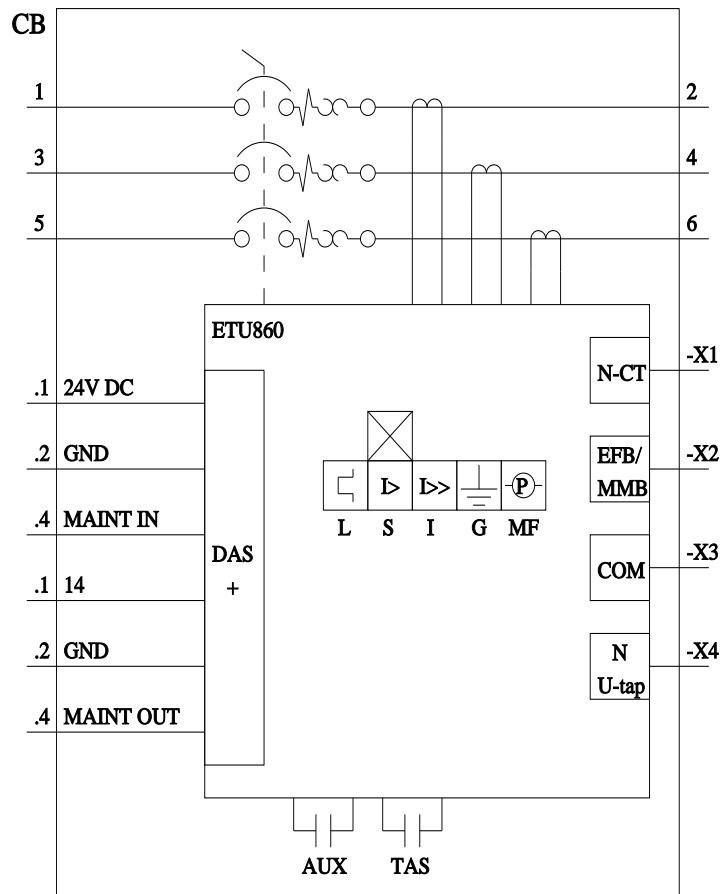 CB
1 2
3 4
5 6
ETU860
N-CT -X1
.1 24V DC
EFB/ -X2
MMB
.2 GND
I> I>> P
.4 MAINT IN
L S I G MF
DAS
+
COM -X3
.1 14
N -X4
U-tap
.2 GND
.4 MAINT OUT
AUX TAS